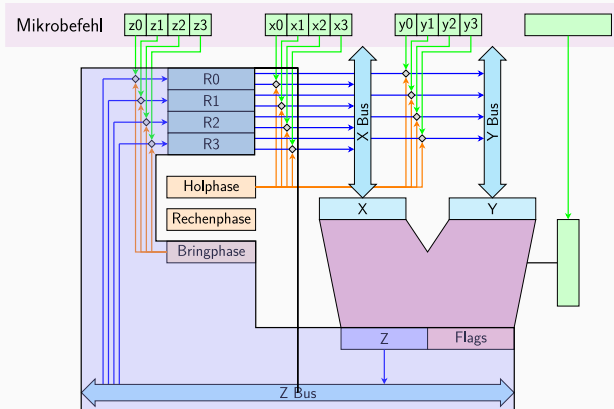 Mikrobefehl
z0 z1 z2 z3
x0 x1 x2 x3
y0 y1 y2 y3
R0
R1
R2
R3
X Bus
Y Bus
Holphase
Rechenphase
Bringphase
X
Y
Z
Flags
Z Bus